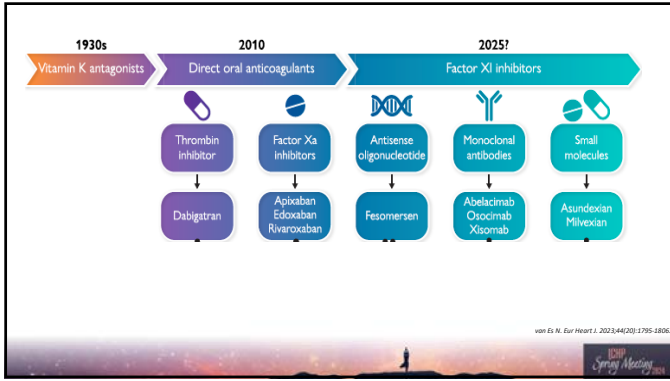 1930s
2010
2025?
Vitamin K antagonists
Direct oral anticoagulants
Factor XI inhibitors
Thrombin
inhibitor
Factor Xa
inhibitors
Antisense
oligonucleotide
Monoclonal
antibodies
Small
molecules
Dabigatran
Apixaban
Edoxaban
Rivaroxaban
Fesomersen
Abelacimab
Osocimab
Xisomab
Asundexian
Milvexian
van Es N. Eur Heart J. 2023;44(20):1795-1806.
ICHP
Spring Meeting 2024